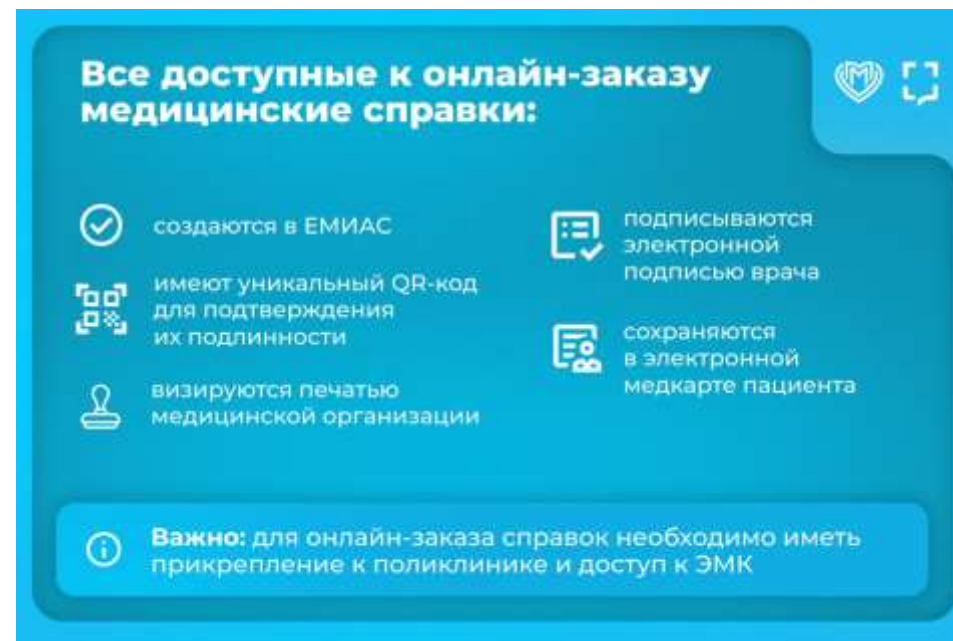 Все доступные к онлайн-заказу
медицинские справки:
создаются в ЕМИАС
имеют уникальный QR-код
для подтверждения
их подлинности
визируются печатью
медицинской организации
подписываются
электронной
подписью врача
сохраняются
в электронной
медкарте пациента
Важно: для онлайн-заказа справок необходимо иметь
прикрепление к поликлинике и доступ к ЭМК